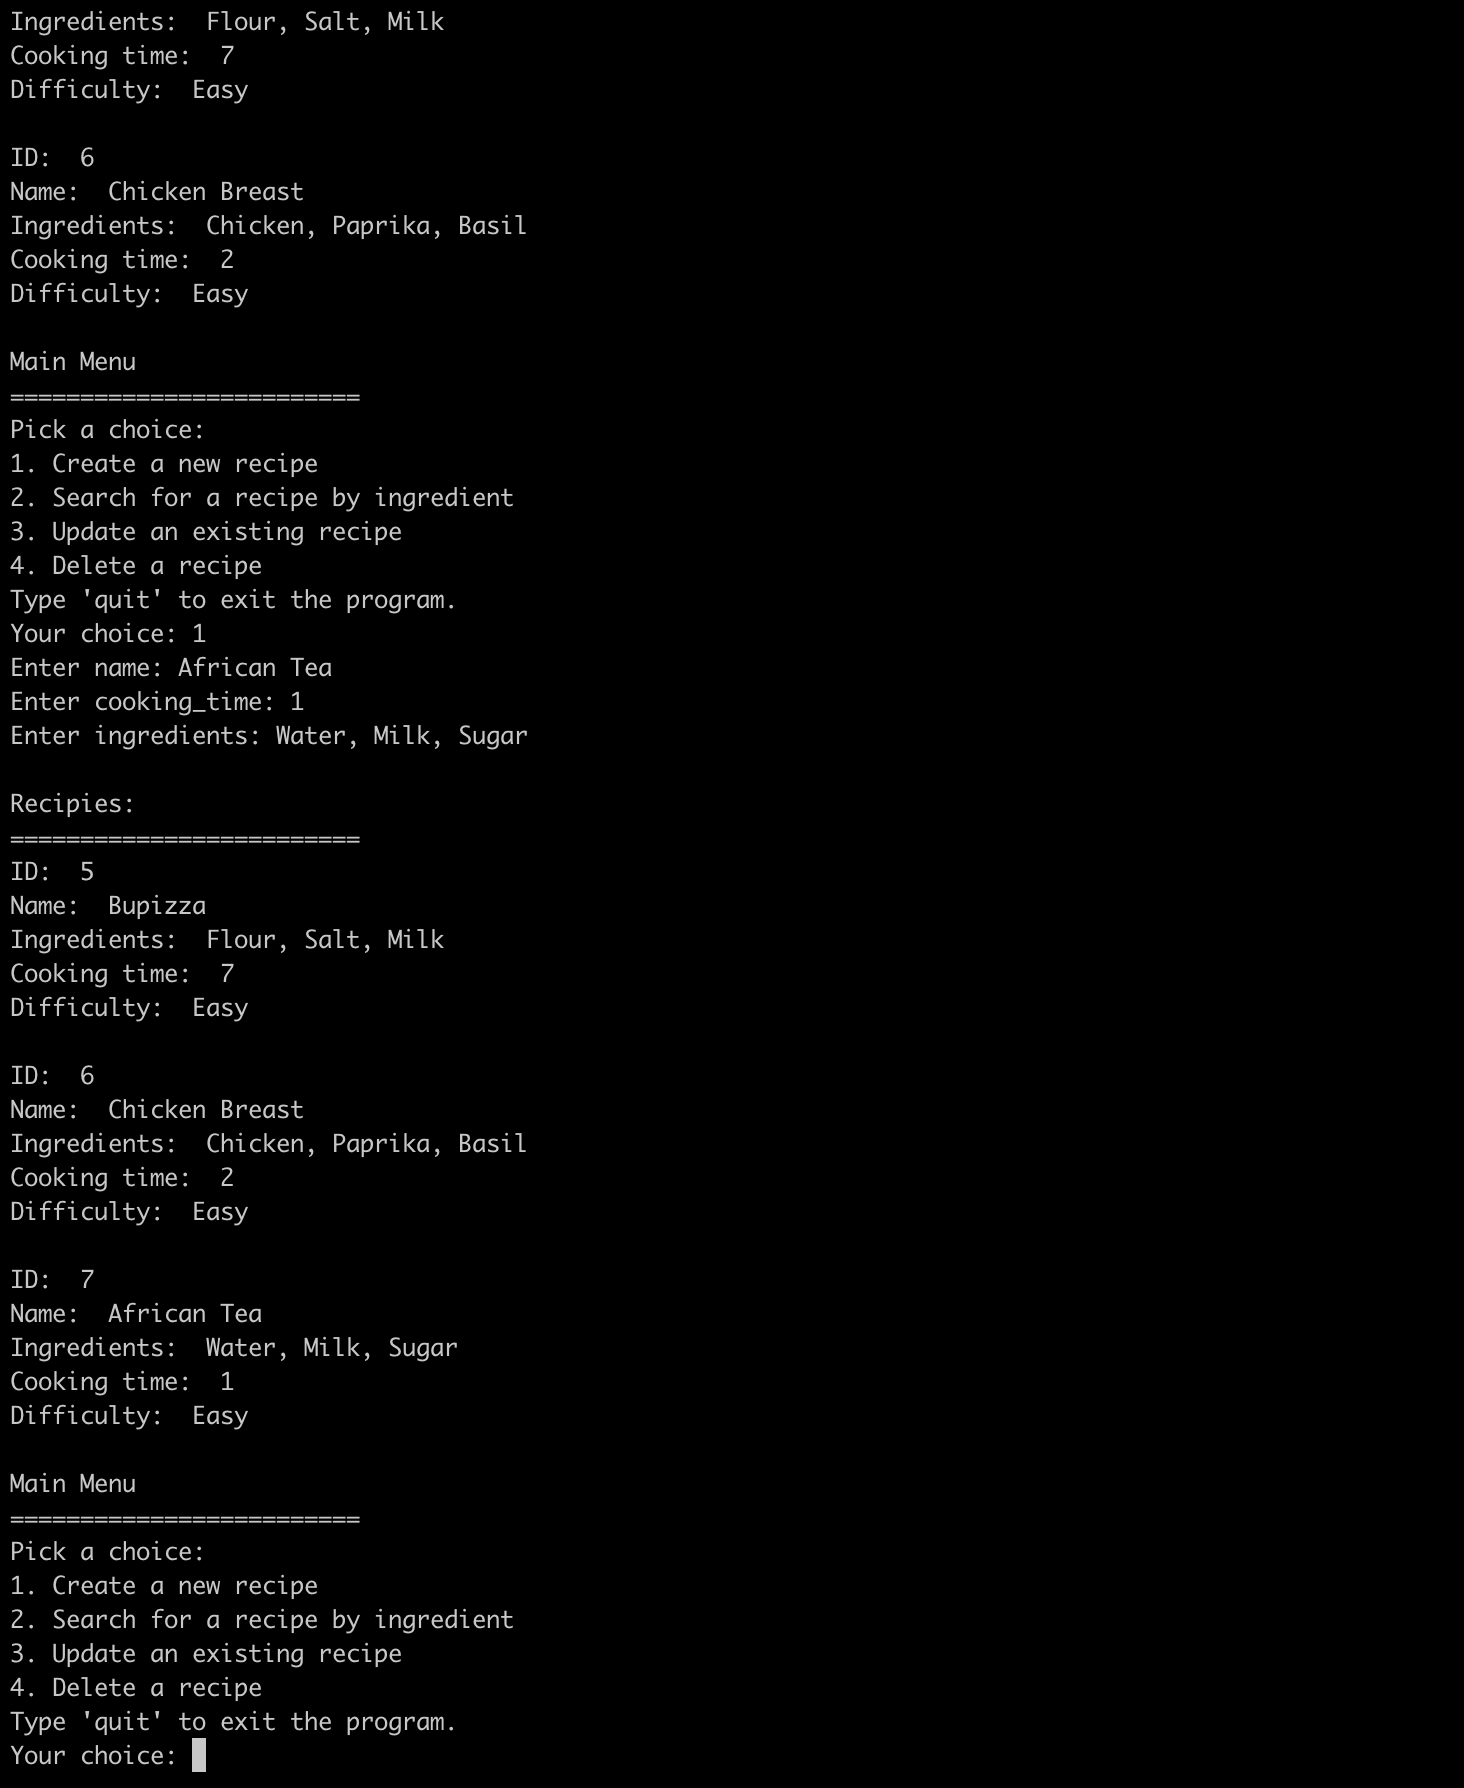 Ingredients:  Flour, Salt, Milk
Cooking time:  7
Difficulty:  Easy

ID:  6
Name:  Chicken Breast
Ingredients:  Chicken, Paprika, Basil
Cooking time:  2
Difficulty:  Easy

Main Menu
=========================
Pick a choice:
1. Create a new recipe
2. Search for a recipe by ingredient
3. Update an existing recipe
4. Delete a recipe
Type 'quit' to exit the program.
Your choice: 1
Enter name: African Tea
Enter cooking_time: 1
Enter ingredients: Water, Milk, Sugar

Recipies:
=========================
ID:  5
Name:  Bupizza
Ingredients:  Flour, Salt, Milk
Cooking time:  7
Difficulty:  Easy

ID:  6
Name:  Chicken Breast
Ingredients:  Chicken, Paprika, Basil
Cooking time:  2
Difficulty:  Easy

ID:  7
Name:  African Tea
Ingredients:  Water, Milk, Sugar
Cooking time:  1
Difficulty:  Easy

Main Menu
=========================
Pick a choice:
1. Create a new recipe
2. Search for a recipe by ingredient
3. Update an existing recipe
4. Delete a recipe
Type 'quit' to exit the program.
Your choice: